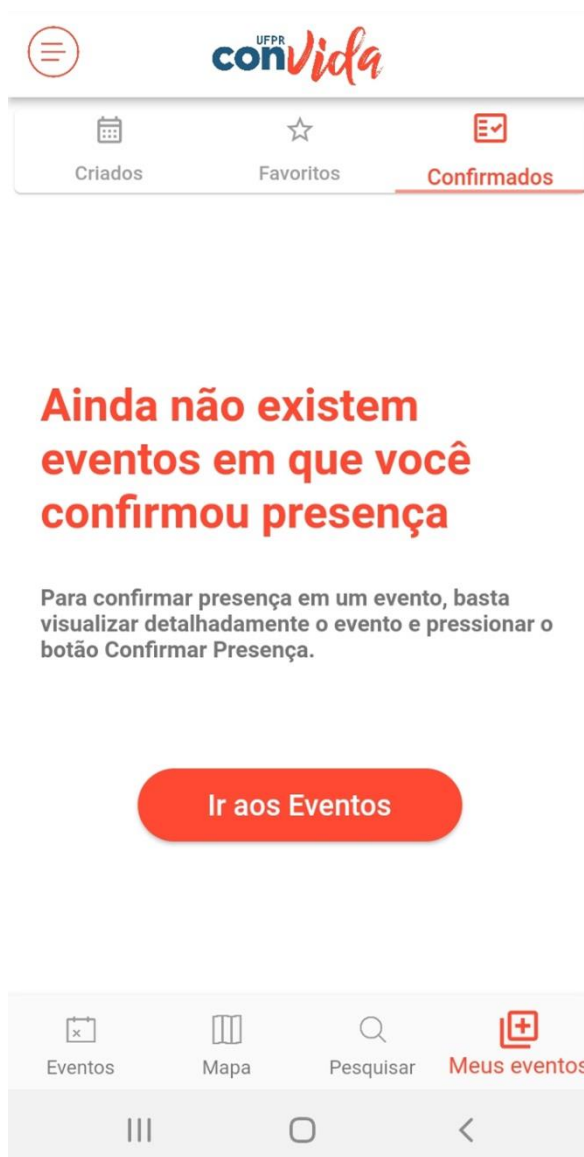 UFPR
conVida
Criados
Favoritos
Confirmados
Ainda não existem
eventos em que você
confirmou presença
Para confirmar presença em um evento, basta
visualizar detalhadamente o evento e pressionar o
botão Confirmar Presença.
Ir aos Eventos
Eventos
Mapa
Pesquisar
Meus eventos